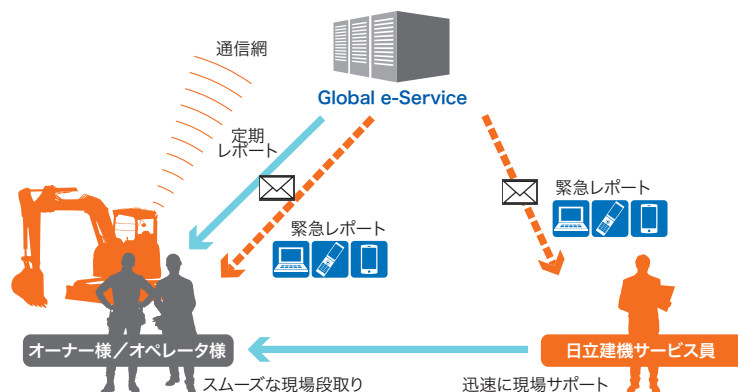 通信網
Global e-Service
定期
レポート
緊急レポート
緊急レポート
オーナー様／オペレータ様
日立建機サービス員
スムーズな現場段取り
迅速に現場サポート